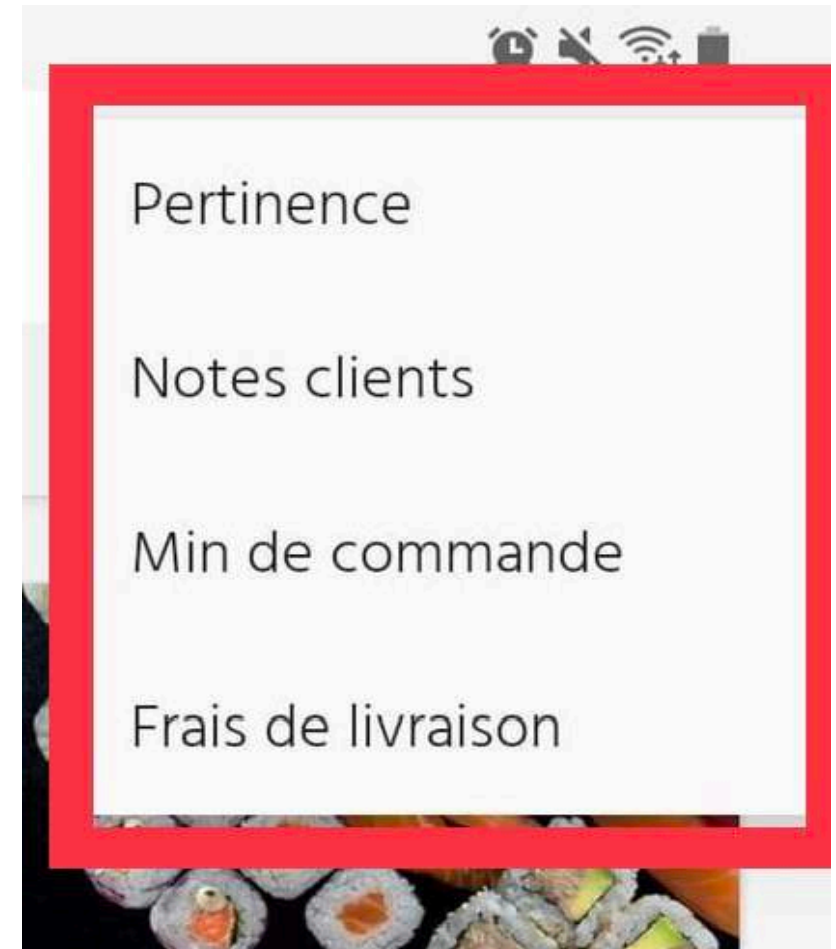 Pertinence
Notes clients
Min de commande
Frais de livraison